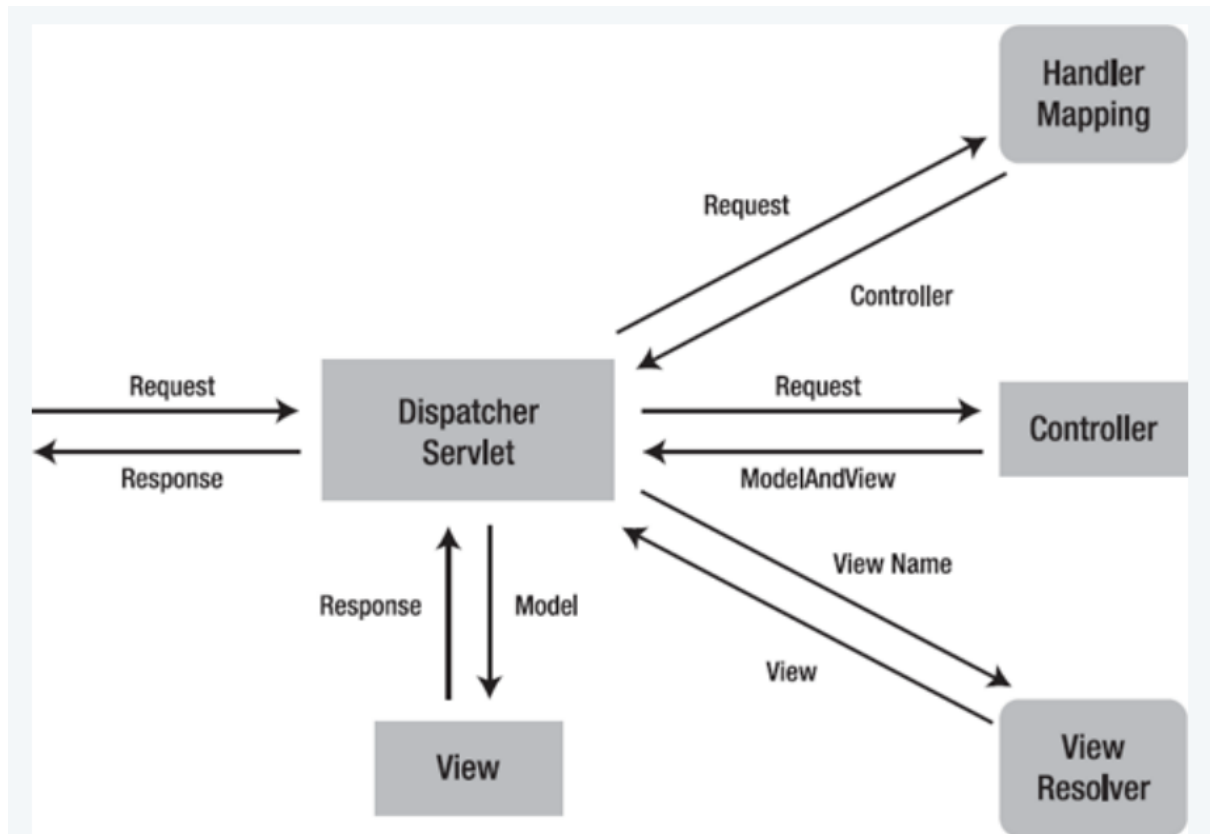 Handler
Mapping
Request
Controller
Request
Response
Dispatcher
Servlet
Request
ModelAndView
Controller
View Name
View
Response
Model
View
View
Resolver